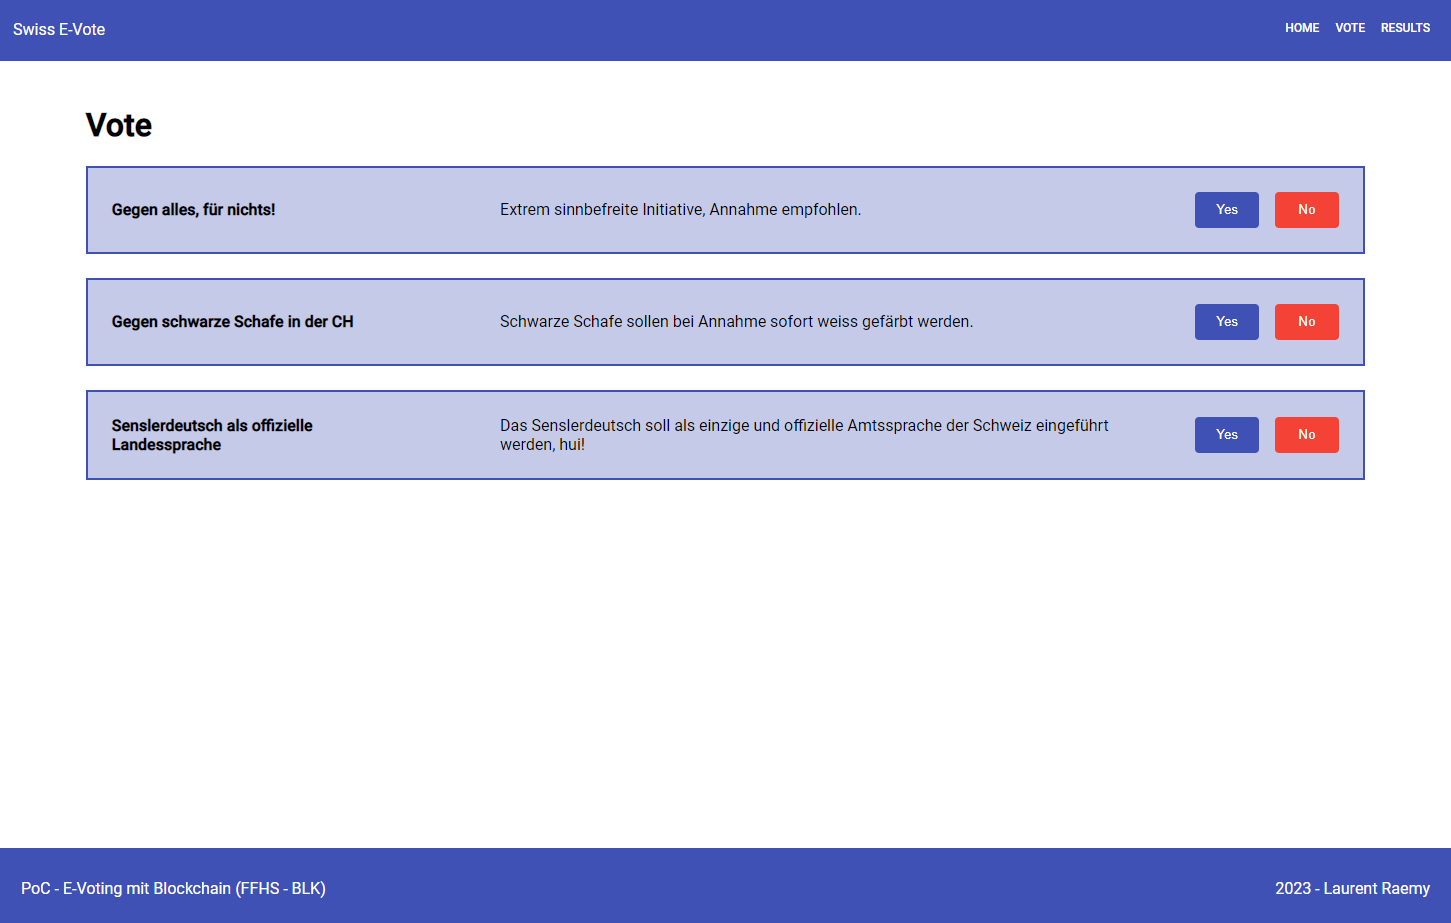 Swiss E-Vote
HOME VOTE RESULTS
Vote
Gegen alles, für nichts!
Extrem sinnbefreite Initiative, Annahme empfohlen.
Yes No
Gegen schwarze Schafe in der CH
Schwarze Schafe sollen bei Annahme sofort weiss gefärbt werden.
Yes No
Senslerdeutsch als offizielle
Landessprache
Das Senslerdeutsch soll als einzige und offizielle Amtssprache der Schweiz eingeführt
werden, hui!
Yes No
PoC - E-Voting mit Blockchain (FFHS - BLK)
2023 - Laurent Raemy